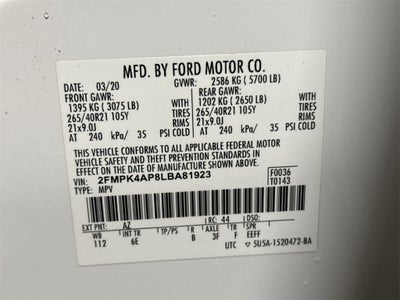 MFD. BY FORD MOTOR CO.
DATE: 03/20 GVWR: 2586 KG ( 5700 LB)
FRONT GAWR: REAR GAWR:
1395 KG ( 3075 LB) WITH 1202 KG ( 2650 LB) WITH
265/40R21 105Y TIRES 265/40R21 105Y TIRES
21x9.0J RIMS 21x9.0J RIMS
AT 240 kPa/ 35 PSI COLD AT 240 kPa/ 35 PSI COLD
THIS VEHICLE CONFORMS TO ALL APPLICABLE FEDERAL MOTOR
VEHICLE SAFETY AND THEFT PREVENTION STANDARDS IN
EFFECT ON THE DATE OF MANUFACTURE SHOWN ABOVE.
VIN: 2FMPK4AP8LBA81923 F0036
TYPE: MPV T0143
EXT PNT: AZ RC: 44 DSO:
WB INT TR TP/PS R AXLE TR SPR
112 6E B 3F F EEFF
UTC 5U5A-1520472-BA